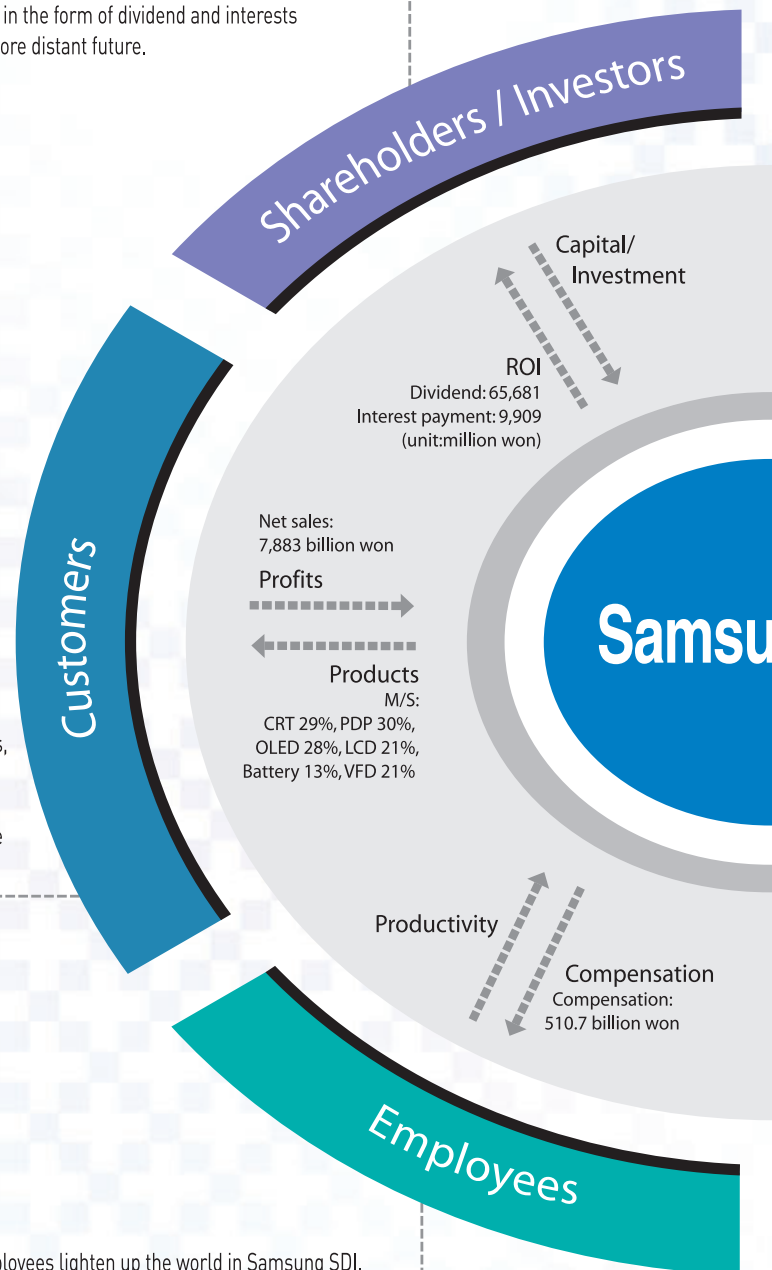 in the form of dividend and interests
ore distant future.
Shareholders / Investors
Capital/
Investment
ROI
Dividend: 65,681
Interest payment: 9,909
(unit:million won)
Net sales:
7,883 billion won
Profits
Customers
Samsu
Products
M/S:
CRT 29%, PDP 30%,
OLED 28%, LCD 21%,
Battery 13%, VFD 21%
Productivity
Compensation
Compensation:
510.7 billion won
Employees
ployees lighten up the world in Samsung SDI.